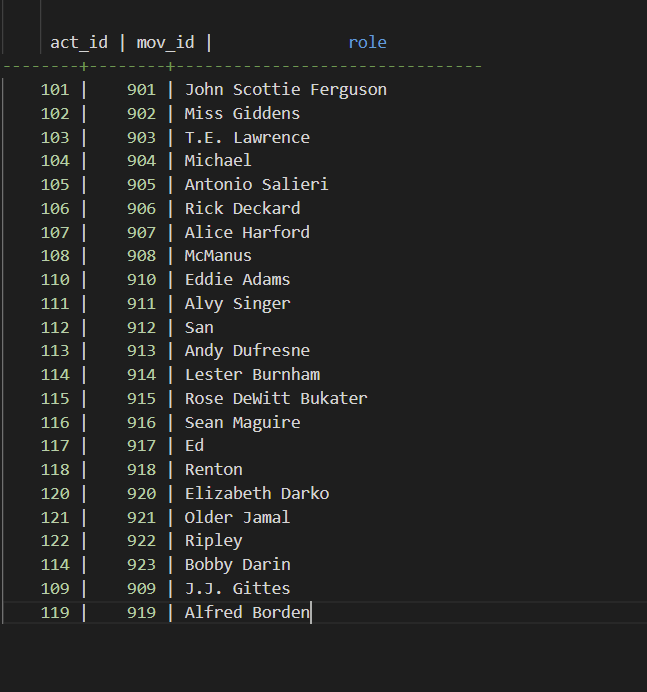 act_id | mov_id | role
--------+--------+--------------------------------
101 | 901 | John Scottie Ferguson
102 | 902 | Miss Giddens
103 | 903 | T.E. Lawrence
104 | 904 | Michael
105 | 905 | Antonio Salieri
106 | 906 | Rick Deckard
107 | 907 | Alice Harford
108 | 908 | McManus
110 | 910 | Eddie Adams
111 | 911 | Alvy Singer
112 | 912 | San
113 | 913 | Andy Dufresne
114 | 914 | Lester Burnham
115 | 915 | Rose DeWitt Bukater
116 | 916 | Sean Maguire
117 | 917 | Ed
118 | 918 | Renton
120 | 920 | Elizabeth Darko
121 | 921 | Older Jamal
122 | 922 | Ripley
114 | 923 | Bobby Darin
109 | 909 | J.J. Gittes
119 | 919 | Alfred Borden